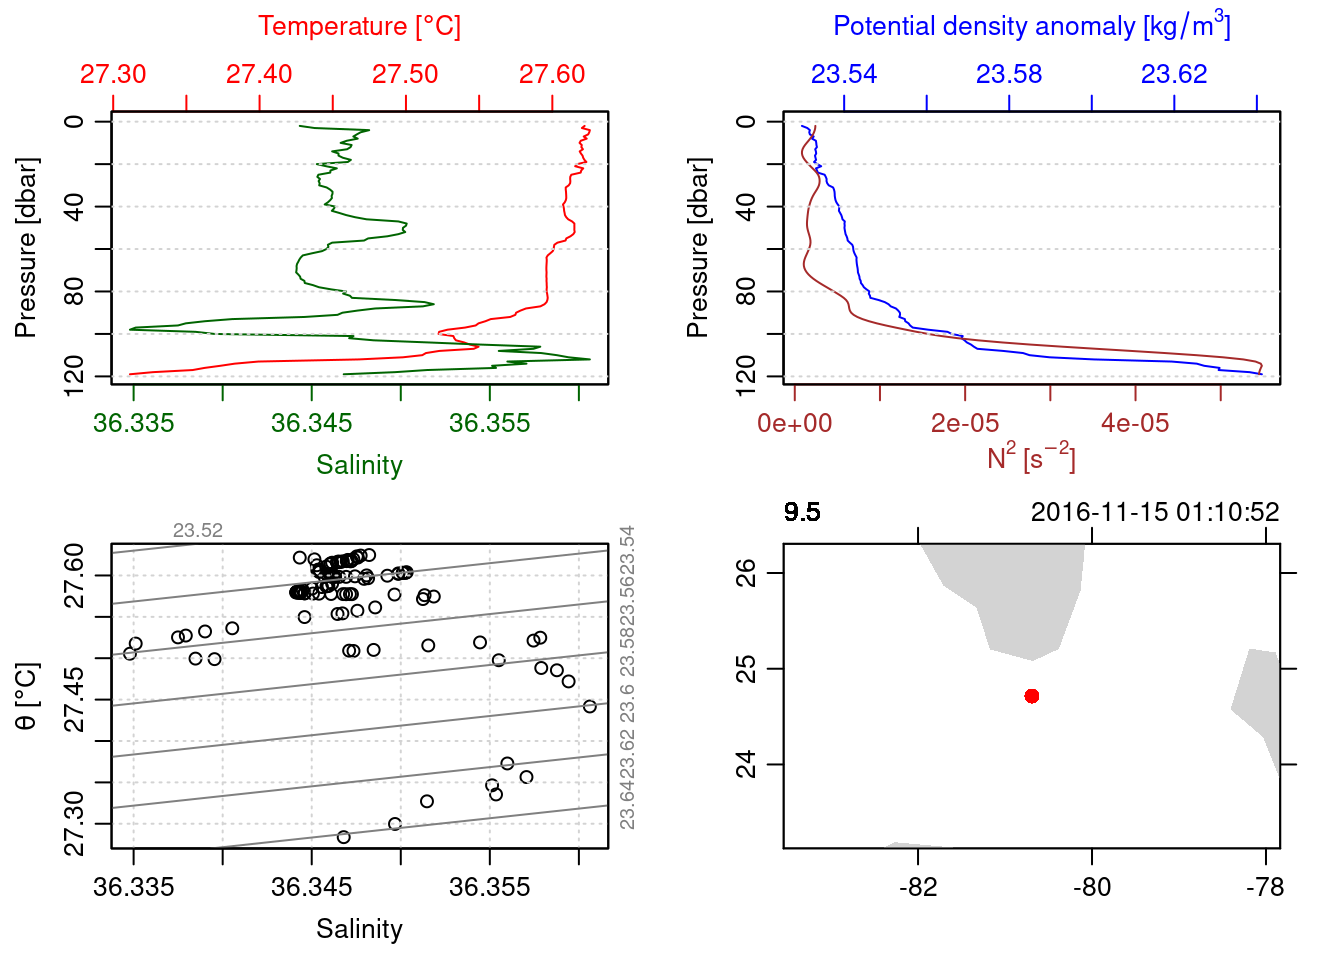 Temperature [°C]
27.30 27.40 27.50 27.60
Pressure [dbar]
0 40 80 120
36.335 36.345 36.355
Salinity
Potential density anomaly [kg/m³]
23.54 23.58 23.62
Pressure [dbar]
0 40 80 120
0e+00 2e-05 4e-05
N² [s⁻²]
23.52
θ [°C]
27.60 27.45 27.30
23.54
23.56
23.58
23.6
23.62
23.64
36.335 36.345 36.355
Salinity
9.5 2016-11-15 01:10:52
26
25
24
-82 -80 -78